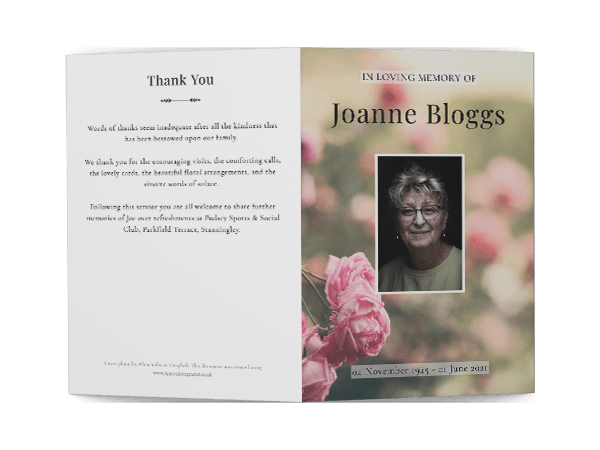 Thank You
Words of thanks seem inadequate after all the kindness that
has been bestowed upon our family.
We thank you for the encouraging visits, the comforting calls,
the lovely cards, the beautiful floral arrangements, and the
sincere words of solace.
Following this service you are all welcome to share further
memories of Joe over refreshments at Pudsey Sports & Social
Club, Parkfield Terrace, Stanningley.
IN LOVING MEMORY OF
Joanne Bloggs
04 November 1945 - 01 June 2021